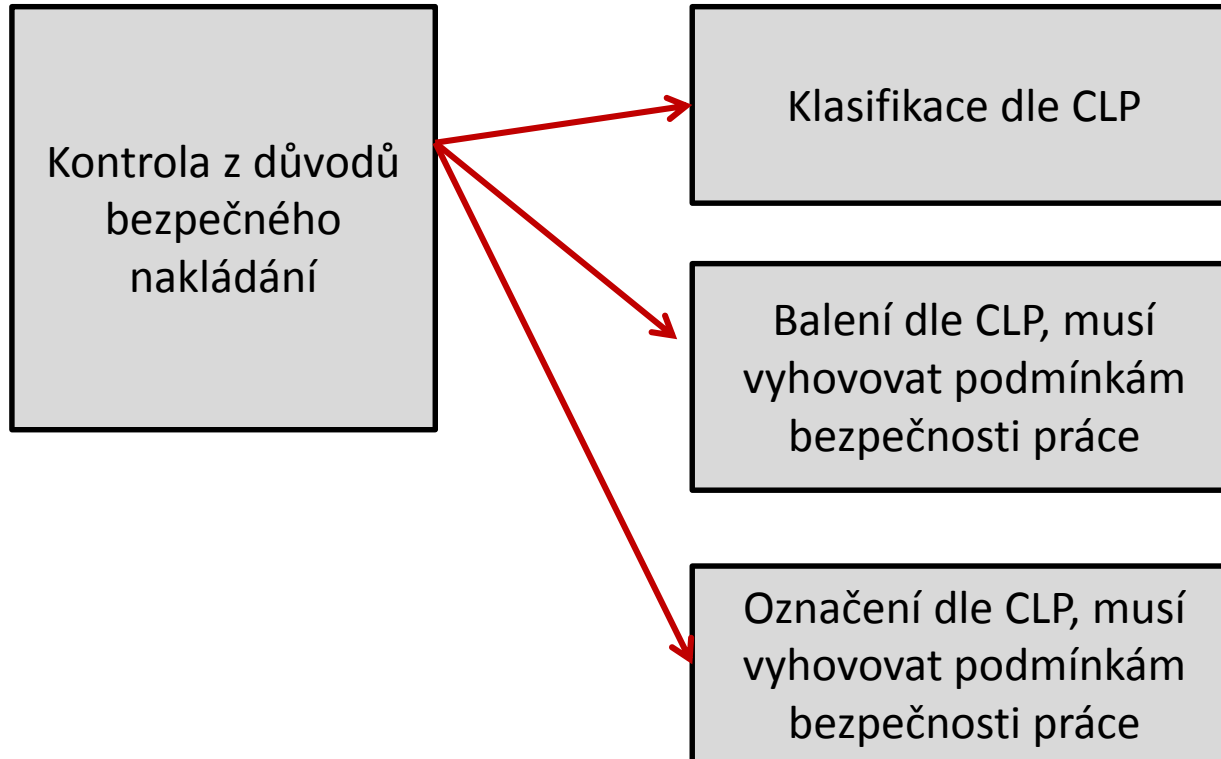 Kontrola z důvodů
bezpečného
nakládání
Klasifikace dle CLP
Balení dle CLP, musí
vyhovovat podmínkám
bezpečnosti práce
Označení dle CLP, musí
vyhovovat podmínkám
bezpečnosti práce